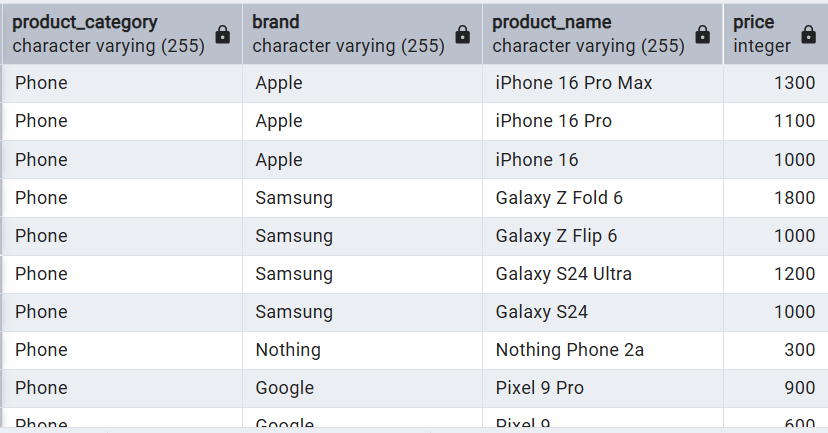 product_category brand product_name price
character varying (255) character varying (255) character varying (255) integer
Phone Apple iPhone 16 Pro Max 1300
Phone Apple iPhone 16 Pro 1100
Phone Apple iPhone 16 1000
Phone Samsung Galaxy Z Fold 6 1800
Phone Samsung Galaxy Z Flip 6 1000
Phone Samsung Galaxy S24 Ultra 1200
Phone Samsung Galaxy S24 1000
Phone Nothing Nothing Phone 2a 300
Phone Google Pixel 9 Pro 900
Phone Google Pixel 9 600